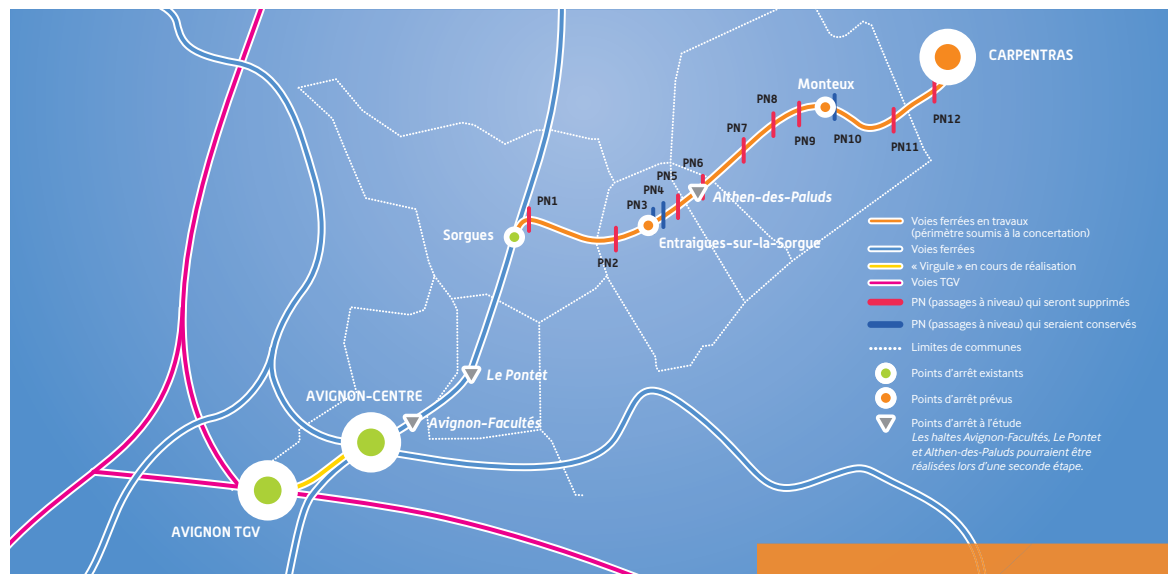 CARPENTRAS
Monteux
PN8
PN12
PN7
PN9
PN10
PN11
PN6
PN5
PN4
Althen-des-Paluds
PN3
PN1
Sorgues
Entraigues-sur-la-Sorgue
PN2
Le Pontet
AVIGNON-CENTRE
Avignon-Facultés
AVIGNON TGV
Voies ferrées en travaux
(périmètre soumis à la concertation)
Voies ferrées
« Virgule » en cours de réalisation
Voies TGV
PN (passages à niveau) qui seront supprimés
PN (passages à niveau) qui seraient conservés
Limites de communes
Points d'arrêt existants
Points d'arrêt prévus
Points d'arrêt à l'étude
Les haltes Avignon-Facultés, Le Pontet
et Althen-des-Paluds pourraient être
réalisées lors d'une seconde étape.